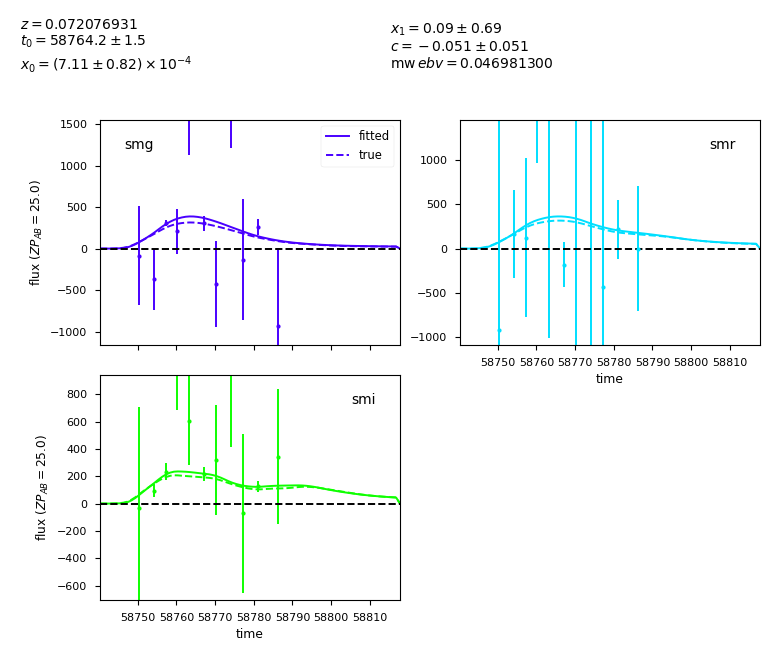 z = 0.072076931
t₀ = 58764.2 ± 1.5
x₀ = (7.11 ± 0.82) × 10⁻⁴
x₁ = 0.09 ± 0.69
c = −0.051 ± 0.051
mw ebv = 0.046981300
smg
fitted
true
1500
1000
500
0
−500
−1000
flux (ZP_AB = 25.0)
smr
1000
500
0
−500
−1000
58750 58760 58770 58780 58790 58800 58810
time
smi
800
600
400
200
0
−200
−400
−600
flux (ZP_AB = 25.0)
58750 58760 58770 58780 58790 58800 58810
time